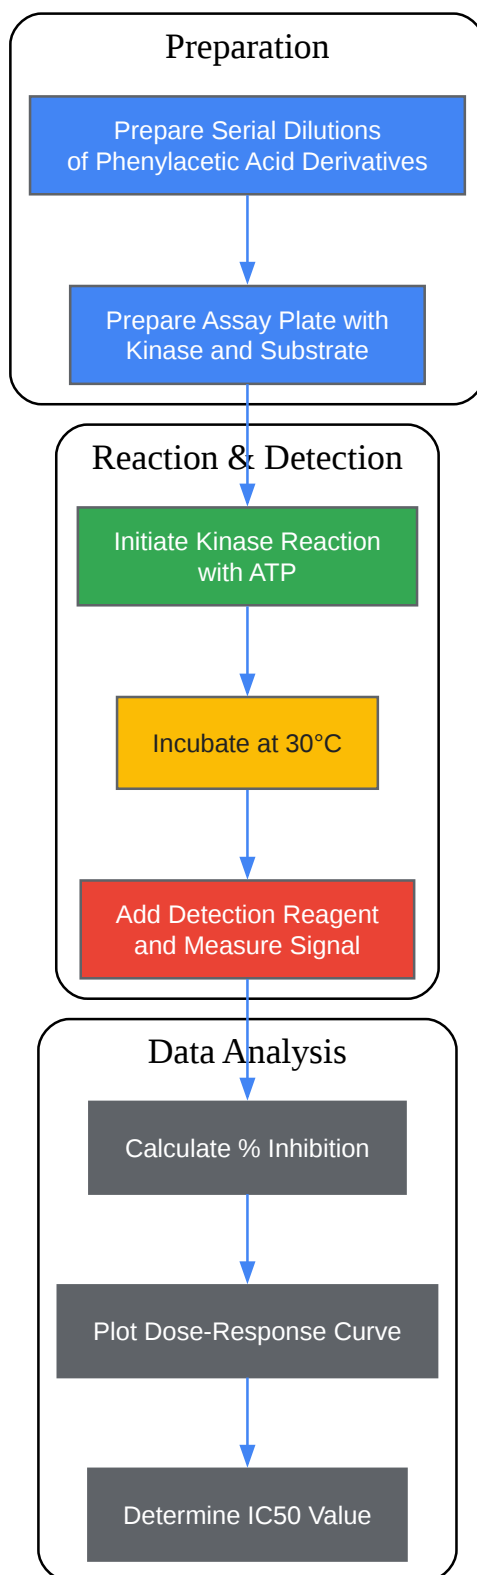 Preparation
Prepare Serial Dilutions
of Phenylacetic Acid Derivatives
Prepare Assay Plate with
Kinase and Substrate
Reaction & Detection
Initiate Kinase Reaction
with ATP
Incubate at 30°C
Add Detection Reagent
and Measure Signal
Data Analysis
Calculate % Inhibition
Plot Dose-Response Curve
Determine IC50 Value